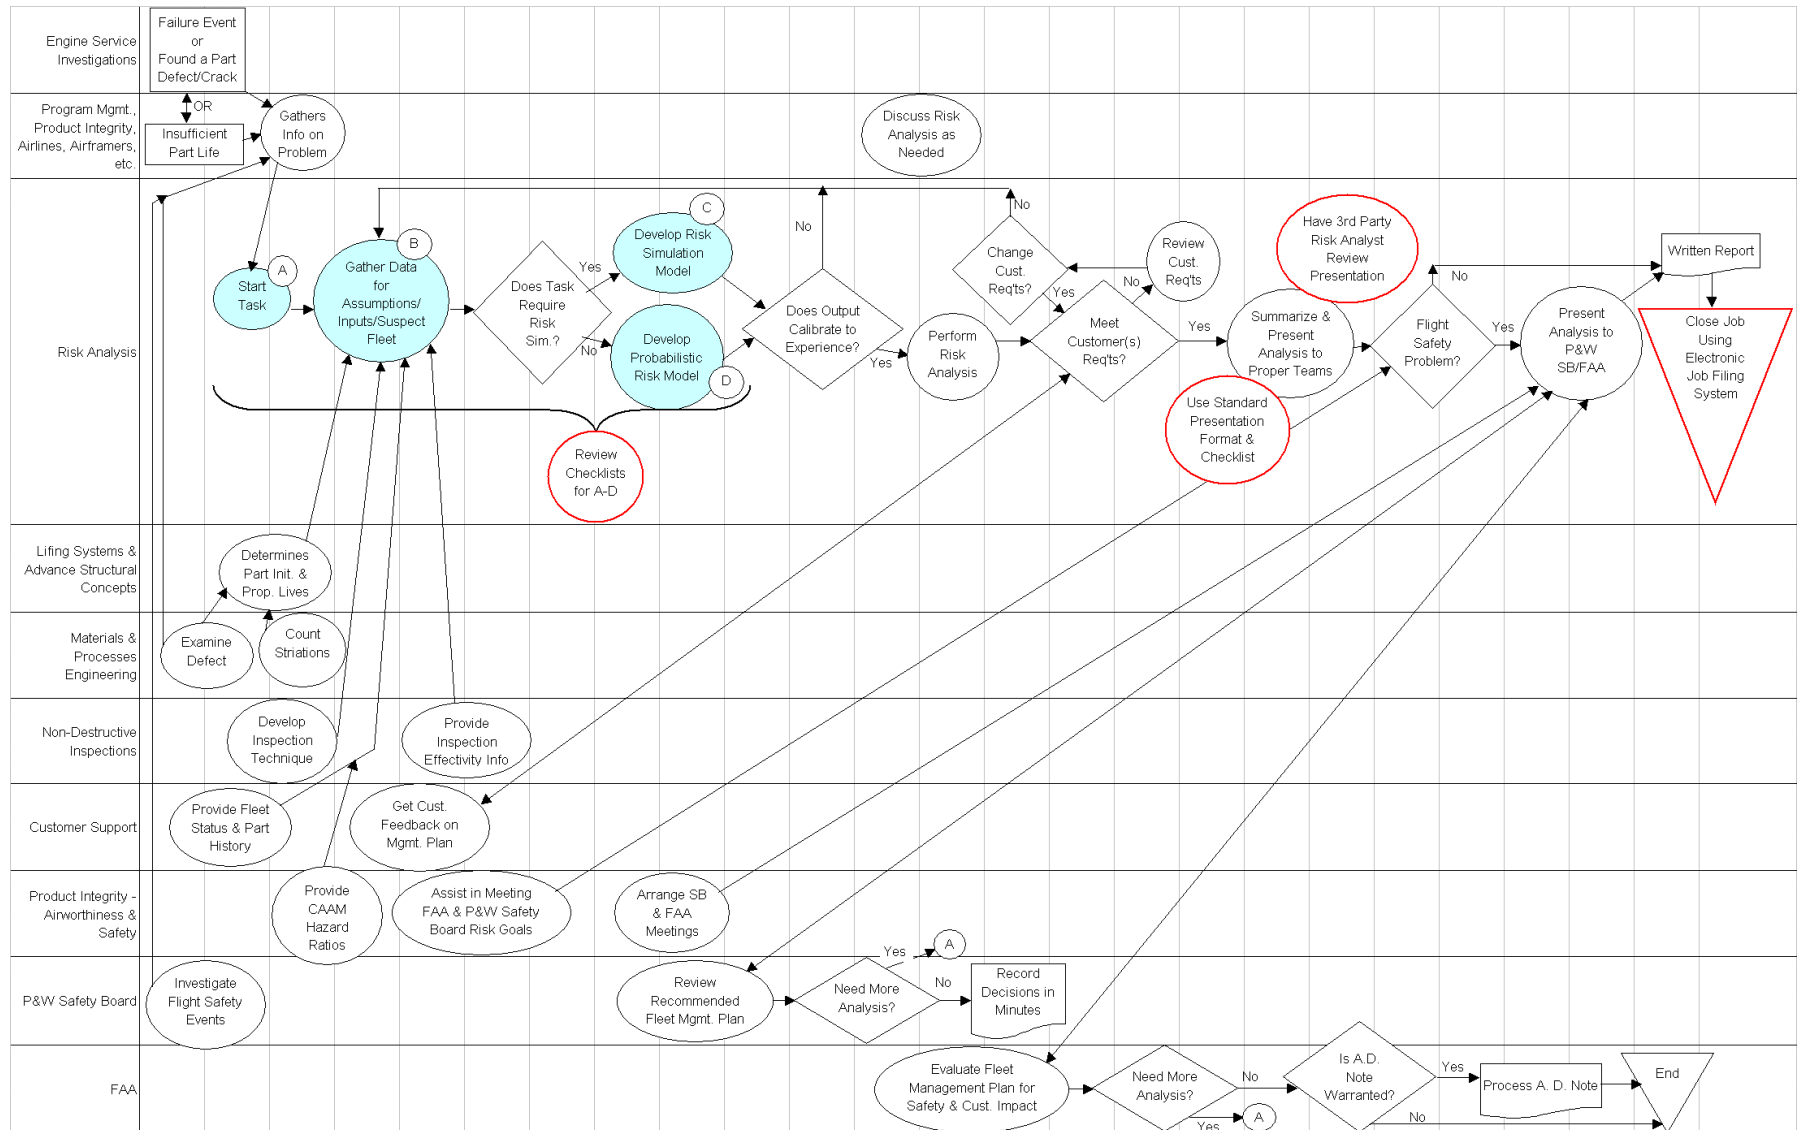 Engine Service
Investigations
Failure Event
or
Found a Part
Defect/Crack
OR
Program Mgmt.,
Product Integrity,
Airlines, Airframers,
etc.
Insufficient
Part Life
Gathers
Info on
Problem
Discuss Risk
Analysis as
Needed
Risk Analysis
A
Start
Task
B
Gather Data
for
Assumptions/
Inputs/Suspect
Fleet
Does Task
Require
Risk
Sim.?
Yes
No
C
Develop Risk
Simulation
Model
Develop
Probabilistic
Risk Model
D
Review
Checklists
for A-D
No
Does Output
Calibrate to
Experience?
Yes
Perform
Risk
Analysis
No
Change
Cust.
Req'ts?
Yes
Meet
Customer(s)
Req'ts?
No
Review
Cust.
Req'ts
Yes
Have 3rd Party
Risk Analyst
Review
Presentation
Summarize &
Present
Analysis to
Proper Teams
Use Standard
Presentation
Format &
Checklist
No
Flight
Safety
Problem?
Yes
Present
Analysis to
P&W
SB/FAA
Written Report
Close Job
Using
Electronic
Job Filing
System
Lifing Systems &
Advance Structural
Concepts
Determines
Part Init. &
Prop. Lives
Materials &
Processes
Engineering
Examine
Defect
Count
Striations
Non-Destructive
Inspections
Develop
Inspection
Technique
Provide
Inspection
Effectivity Info
Customer Support
Provide Fleet
Status & Part
History
Get Cust.
Feedback on
Mgmt. Plan
Product Integrity -
Airworthiness &
Safety
Provide
CAAM
Hazard
Ratios
Assist in Meeting
FAA & P&W Safety
Board Risk Goals
Arrange SB
& FAA
Meetings
P&W Safety Board
Investigate
Flight Safety
Events
Review
Recommended
Fleet Mgmt. Plan
Need More
Analysis?
Yes
A
No
Record
Decisions in
Minutes
FAA
Evaluate Fleet
Management Plan for
Safety & Cust. Impact
Need More
Analysis?
No
Yes
A
Is A.D.
Note
Warranted?
Yes
No
Process A. D. Note
End